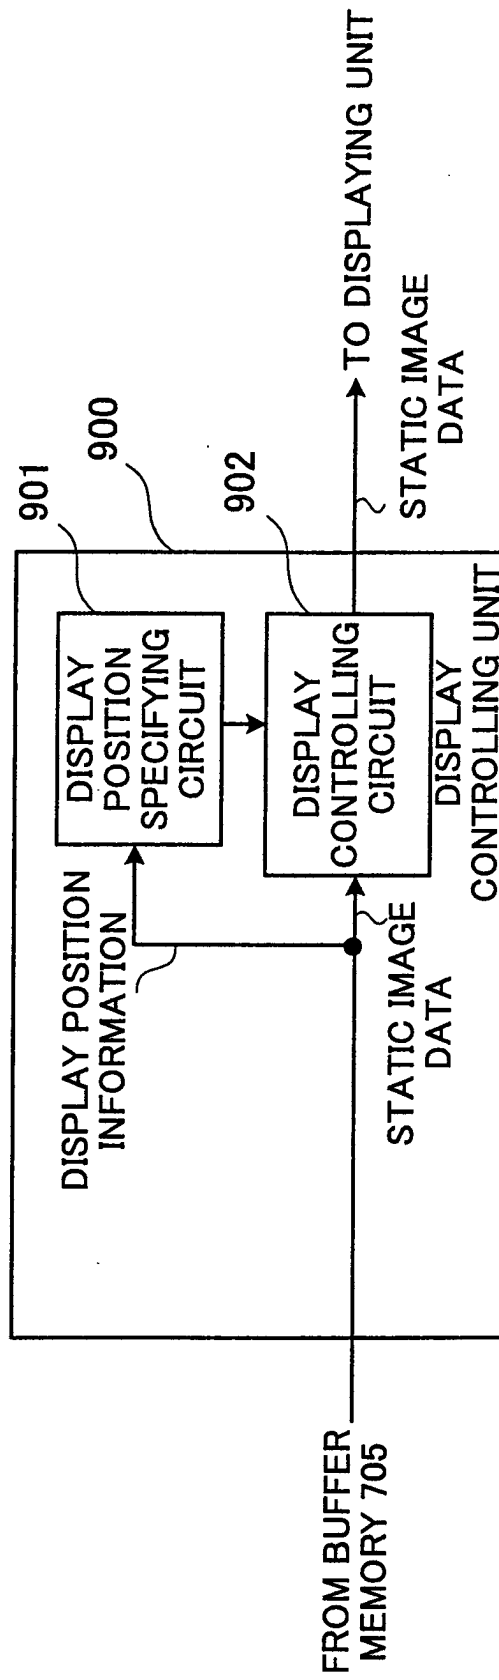 FROM BUFFER
MEMORY 705
DISPLAY POSITION
INFORMATION
STATIC IMAGE
DATA
901
900
DISPLAY
POSITION
SPECIFYING
CIRCUIT
902
DISPLAY
CONTROLLING
CIRCUIT
DISPLAY
CONTROLLING UNIT
TO DISPLAYING UNIT
STATIC IMAGE
DATA